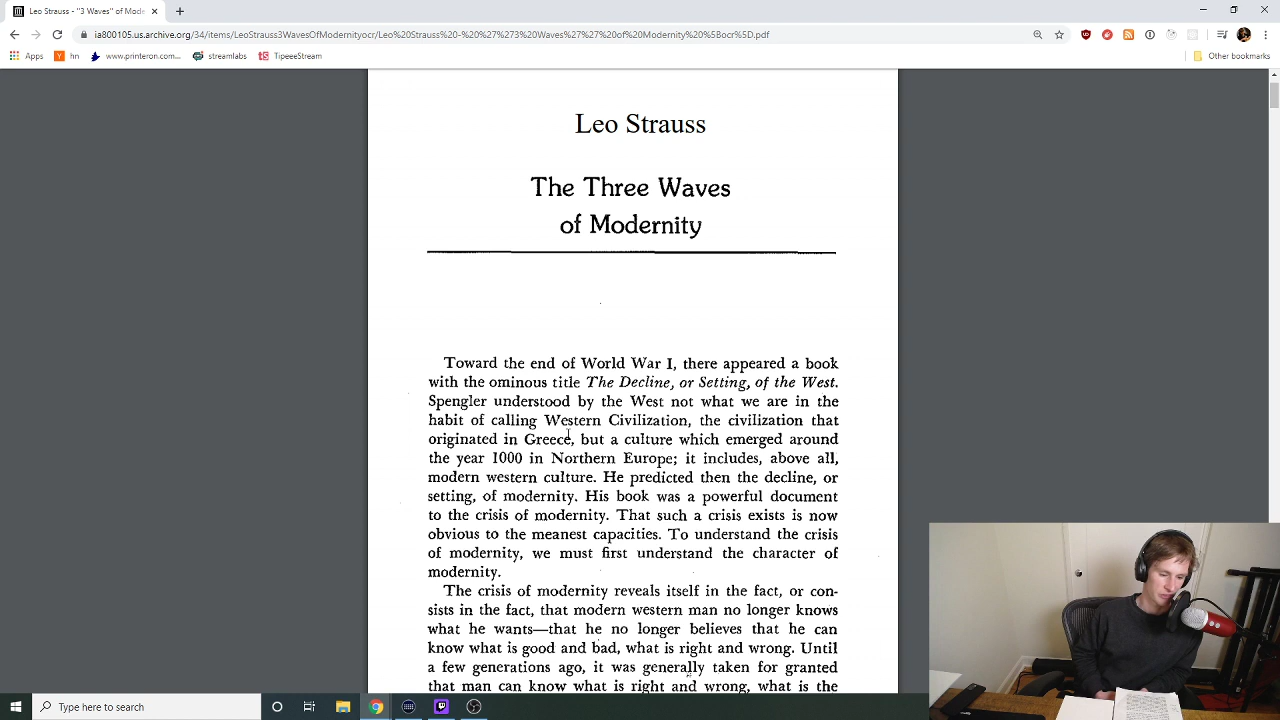 Leo Strauss - "3 Waves" of Mode
ia800105.us.archive.org/34/items/LeoStrauss3WavesOfModernityocr/Leo%20Strauss%20-%20%27%273%20Waves%27%27%20of%20Modernity%20%5Bocr%5D.pdf
Apps hn www.printeron.com... streamlabs TipeeeStream Other bookmarks
Leo Strauss
The Three Waves
of Modernity
Toward the end of World War I, there appeared a book
with the ominous title The Decline, or Setting, of the West.
Spengler understood by the West not what we are in the
habit of calling Western Civilization, the civilization that
originated in Greece, but a culture which emerged around
the year 1000 in Northern Europe; it includes, above all,
modern western culture. He predicted then the decline, or
setting, of modernity. His book was a powerful document
to the crisis of modernity. That such a crisis exists is now
obvious to the meanest capacities. To understand the crisis
of modernity, we must first understand the character of
modernity.
The crisis of modernity reveals itself in the fact, or con-
sists in the fact, that modern western man no longer knows
what he wants—that he no longer believes that he can
know what is good and bad, what is right and wrong. Until
a few generations ago, it was generally taken for granted
that man can know what is right and wrong, what is the
Type here to search